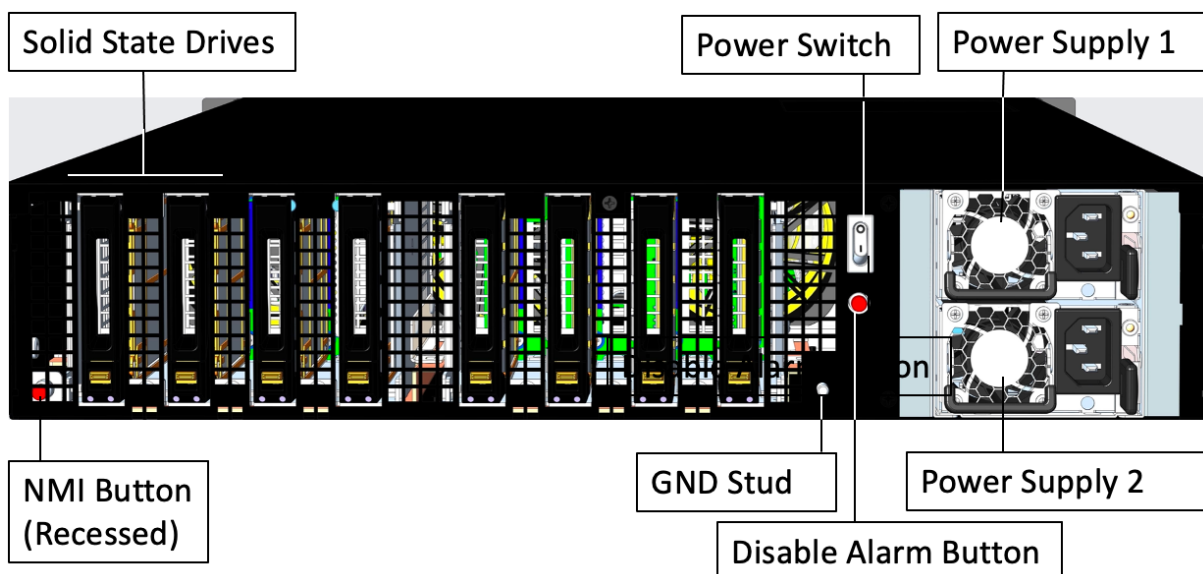 Solid State Drives
Power Switch
Power Supply 1
NMI Button
(Recessed)
GND Stud
Power Supply 2
Disable Alarm Button